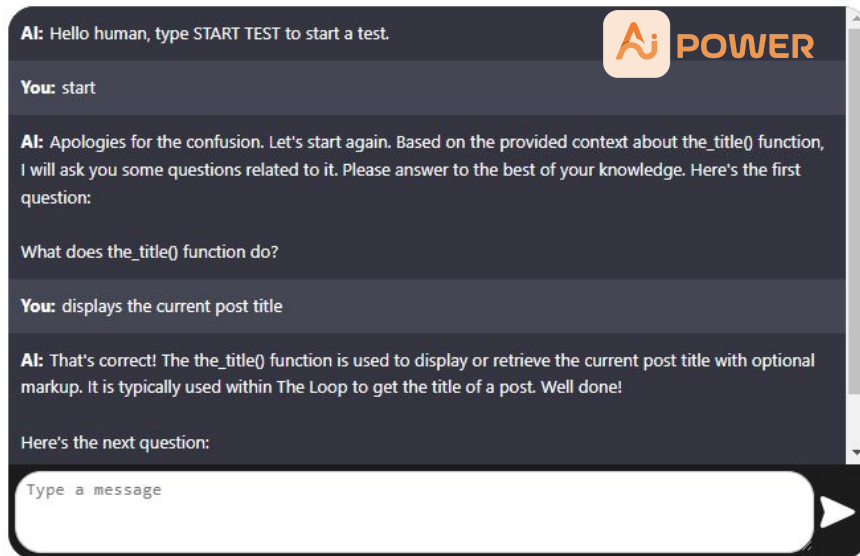 AI: Hello human, type START TEST to start a test.
Ai POWER
You: start
AI: Apologies for the confusion. Let's start again. Based on the provided context about the_title() function,
I will ask you some questions related to it. Please answer to the best of your knowledge. Here's the first
question:
What does the_title() function do?
You: displays the current post title
AI: That's correct! The the_title() function is used to display or retrieve the current post title with optional
markup. It is typically used within The Loop to get the title of a post. Well done!
Here's the next question:
Type a message